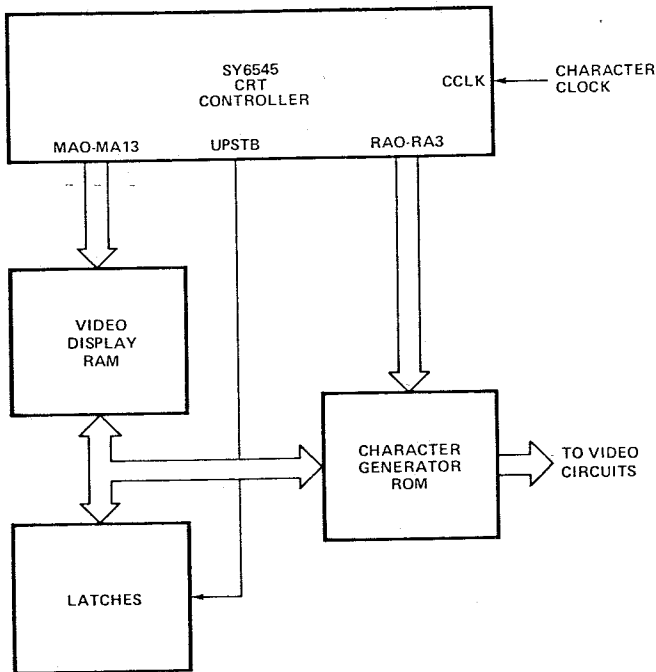 SY6545
CRT
CONTROLLER
CCLK
CHARACTER
CLOCK
MAO-MA13
UPSTB
RAO-RA3
VIDEO
DISPLAY
RAM
CHARACTER
GENERATOR
ROM
TO VIDEO
CIRCUITS
LATCHES